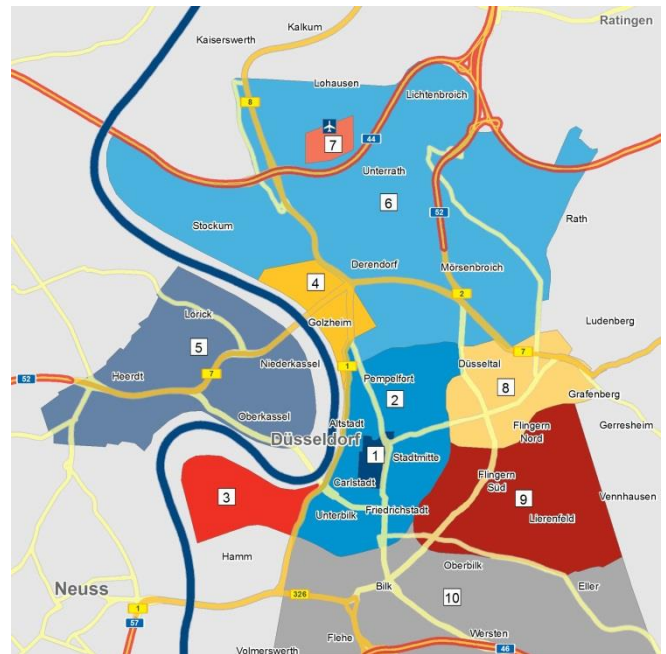 Kalkum
Ratingen
Kaiserswerth
Lohausen
Lichtenbroich
8
44
7
Unterrath
6
52
Stockum
Rath
Derendorf
Mörsenbroich
4
2
Lörick
Golzheim
Ludenberg
5
Niederkassel
1
Düsseltal
7
52
Heerdt
7
Pempelfort
8
Grafenberg
2
Oberkassel
Altstadt
Flingern
Nord
Gerresheim
Düsseldorf
1
Stadtmitte
Carlstadt
Flingern
Süd
3
9
Vennhausen
Unterbilk
Friedrichstadt
Lierenfeld
Hamm
Oberbilk
Neuss
Bilk
Eller
326
10
1
57
Flehe
Wersten
Volmerswerth
46